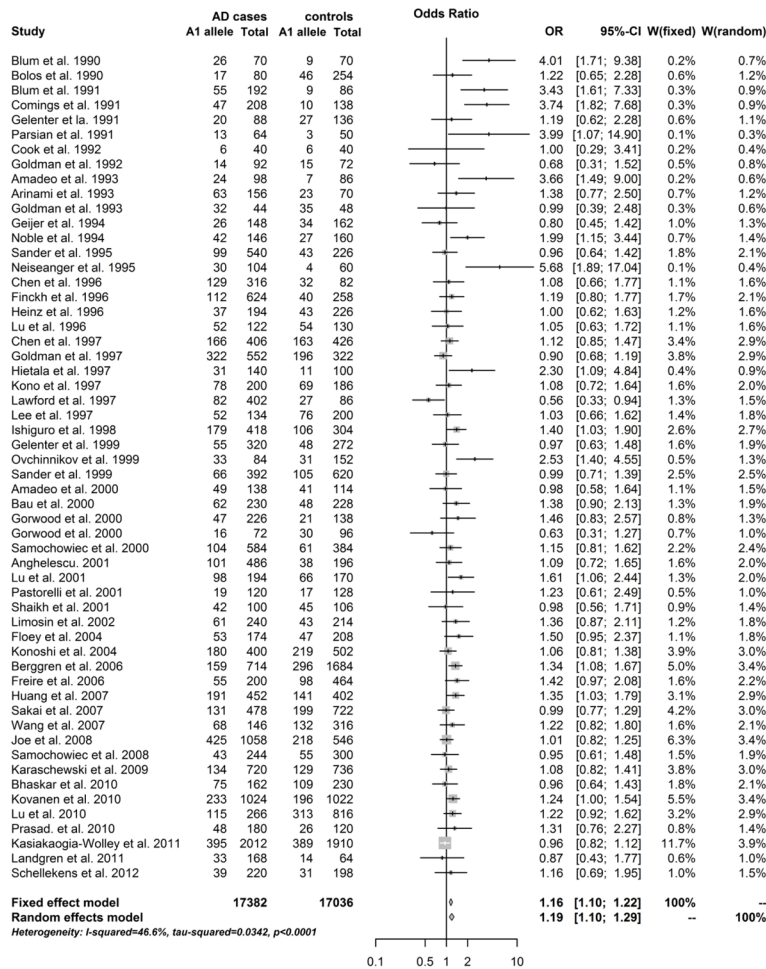 AD cases controls Odds Ratio
Study A1 allele Total A1 allele Total OR 95%-CI W(fixed) W(random)
Blum et al. 1990 26 70 9 70 4.01 [1.71; 9.38] 0.2% 0.7%
Bolos et al. 1990 17 80 46 254 1.22 [0.65; 2.28] 0.6% 1.2%
Blum et al. 1991 55 192 9 86 3.43 [1.61; 7.33] 0.3% 0.9%
Comings et al. 1991 47 208 10 138 3.74 [1.82; 7.68] 0.3% 0.9%
Gelenter et la. 1991 20 88 27 136 1.19 [0.62; 2.28] 0.6% 1.1%
Parsian et al. 1991 13 64 3 50 3.99 [1.07; 14.90] 0.1% 0.3%
Cook et al. 1992 6 40 6 40 1.00 [0.29; 3.41] 0.2% 0.4%
Goldman et al. 1992 14 92 15 72 0.68 [0.31; 1.52] 0.5% 0.8%
Amadeo et al. 1993 24 98 7 86 3.66 [1.49; 9.00] 0.2% 0.6%
Arinami et al. 1993 63 156 23 70 1.38 [0.77; 2.50] 0.7% 1.3%
Goldman et al. 1993 32 44 35 48 0.99 [0.39; 2.48] 0.3% 0.6%
Geijer et al. 1994 26 148 34 162 0.80 [0.45; 1.42] 0.8% 1.3%
Noble et al. 1994 42 146 27 160 1.99 [1.15; 3.44] 0.7% 1.4%
Sander et al. 1995 99 540 43 226 0.96 [0.64; 1.42] 1.8% 2.1%
Neiseanger et al. 1995 30 104 4 60 5.68 [1.89; 17.04] 0.1% 0.4%
Chen et al. 1996 129 316 32 82 1.08 [0.66; 1.77] 1.1% 1.6%
Finckh et al. 1996 112 624 40 258 1.19 [0.80; 1.77] 1.7% 2.1%
Heinz et al. 1996 37 194 43 226 1.00 [0.62; 1.63] 1.2% 1.6%
Lu et al. 1996 52 122 54 130 1.05 [0.63; 1.72] 1.1% 1.6%
Chen et al. 1997 166 406 163 426 1.12 [0.85; 1.47] 3.4% 2.9%
Goldman et al. 1997 322 552 196 322 0.90 [0.68; 1.19] 3.8% 2.9%
Hietala et al. 1997 31 140 11 100 2.30 [1.09; 4.84] 0.4% 0.9%
Kono et al. 1997 78 200 69 186 1.08 [0.72; 1.64] 1.6% 2.0%
Lawford et al. 1997 82 402 27 86 0.56 [0.33; 0.94] 1.3% 1.5%
Lee et al. 1997 52 134 76 200 1.03 [0.66; 1.62] 1.4% 1.8%
Ishiguro et al. 1998 179 418 106 304 1.40 [1.03; 1.90] 2.6% 2.7%
Gelenter et al. 1999 55 320 48 272 0.97 [0.63; 1.48] 1.6% 1.9%
Ovchinnikov et al. 1999 33 84 31 152 2.53 [1.40; 4.55] 0.5% 1.3%
Sander et al. 1999 66 392 105 620 0.99 [0.71; 1.39] 2.5% 2.5%
Amadeo et al. 2000 49 138 41 114 0.98 [0.58; 1.64] 1.1% 1.5%
Bau et al. 2000 62 230 48 228 1.38 [0.90; 2.13] 1.3% 1.9%
Gorwood et al. 2000 47 226 21 138 1.46 [0.83; 2.57] 0.8% 1.3%
Gorwood et al. 2000 16 72 30 96 0.63 [0.31; 1.27] 0.7% 1.0%
Samochowiec et al. 2000 104 584 61 384 1.15 [0.81; 1.62] 2.2% 2.4%
Anghelescu. 2001 101 486 38 196 1.09 [0.72; 1.65] 1.6% 2.0%
Lu et al. 2001 98 194 66 170 1.61 [1.06; 2.44] 1.3% 2.0%
Pastorelli et al. 2001 19 120 17 128 1.23 [0.61; 2.49] 0.5% 1.0%
Shaikh et al. 2001 42 100 45 106 0.98 [0.56; 1.71] 0.9% 1.4%
Limosin et al. 2002 61 240 43 214 1.36 [0.87; 2.11] 1.2% 1.8%
Floey et al. 2004 53 174 47 208 1.50 [0.95; 2.37] 1.1% 1.8%
Konoshi et al. 2004 180 400 219 502 1.06 [0.81; 1.38] 3.9% 3.0%
Berggren et al. 2006 159 714 296 1684 1.34 [1.08; 1.67] 5.0% 3.4%
Freire et al. 2006 55 200 98 464 1.42 [0.97; 2.08] 1.6% 2.2%
Huang et al. 2007 191 452 141 402 1.35 [1.03; 1.79] 3.1% 2.9%
Sakai et al. 2007 131 478 199 722 0.99 [0.77; 1.29] 4.2% 3.0%
Wang et al. 2007 68 146 132 316 1.22 [0.82; 1.80] 1.6% 2.1%
Joe et al. 2008 425 1058 218 546 1.01 [0.82; 1.25] 6.3% 3.4%
Samochowiec et al. 2008 43 244 55 300 0.95 [0.61; 1.48] 1.5% 1.8%
Karaschewski et al. 2009 134 720 129 736 1.08 [0.82; 1.41] 3.8% 3.0%
Bhaskar et al. 2010 75 162 109 230 0.96 [0.64; 1.43] 1.8% 2.1%
Kovanen et al. 2010 233 1024 196 1022 1.24 [1.00; 1.54] 5.5% 3.4%
Lu et al. 2010 115 266 313 816 1.22 [0.92; 1.62] 3.2% 2.8%
Prasad. et al. 2010 48 180 26 120 1.31 [0.76; 2.27] 0.8% 1.4%
Kasiakaogia-Wolley et al. 2011 395 2012 389 1910 0.96 [0.82; 1.12] 11.7% 3.9%
Landgren et al. 2011 33 168 14 64 0.87 [0.43; 1.77] 0.6% 1.0%
Schellekens et al. 2012 39 220 31 198 1.16 [0.69; 1.95] 1.0% 1.5%
Fixed effect model 17382 17036 1.16 [1.10; 1.22] 100% --
Random effects model 1.19 [1.10; 1.29] -- 100%
Heterogeneity: I-squared=46.6%, tau-squared=0.0342, p<0.0001
0.1 0.5 1 2 10